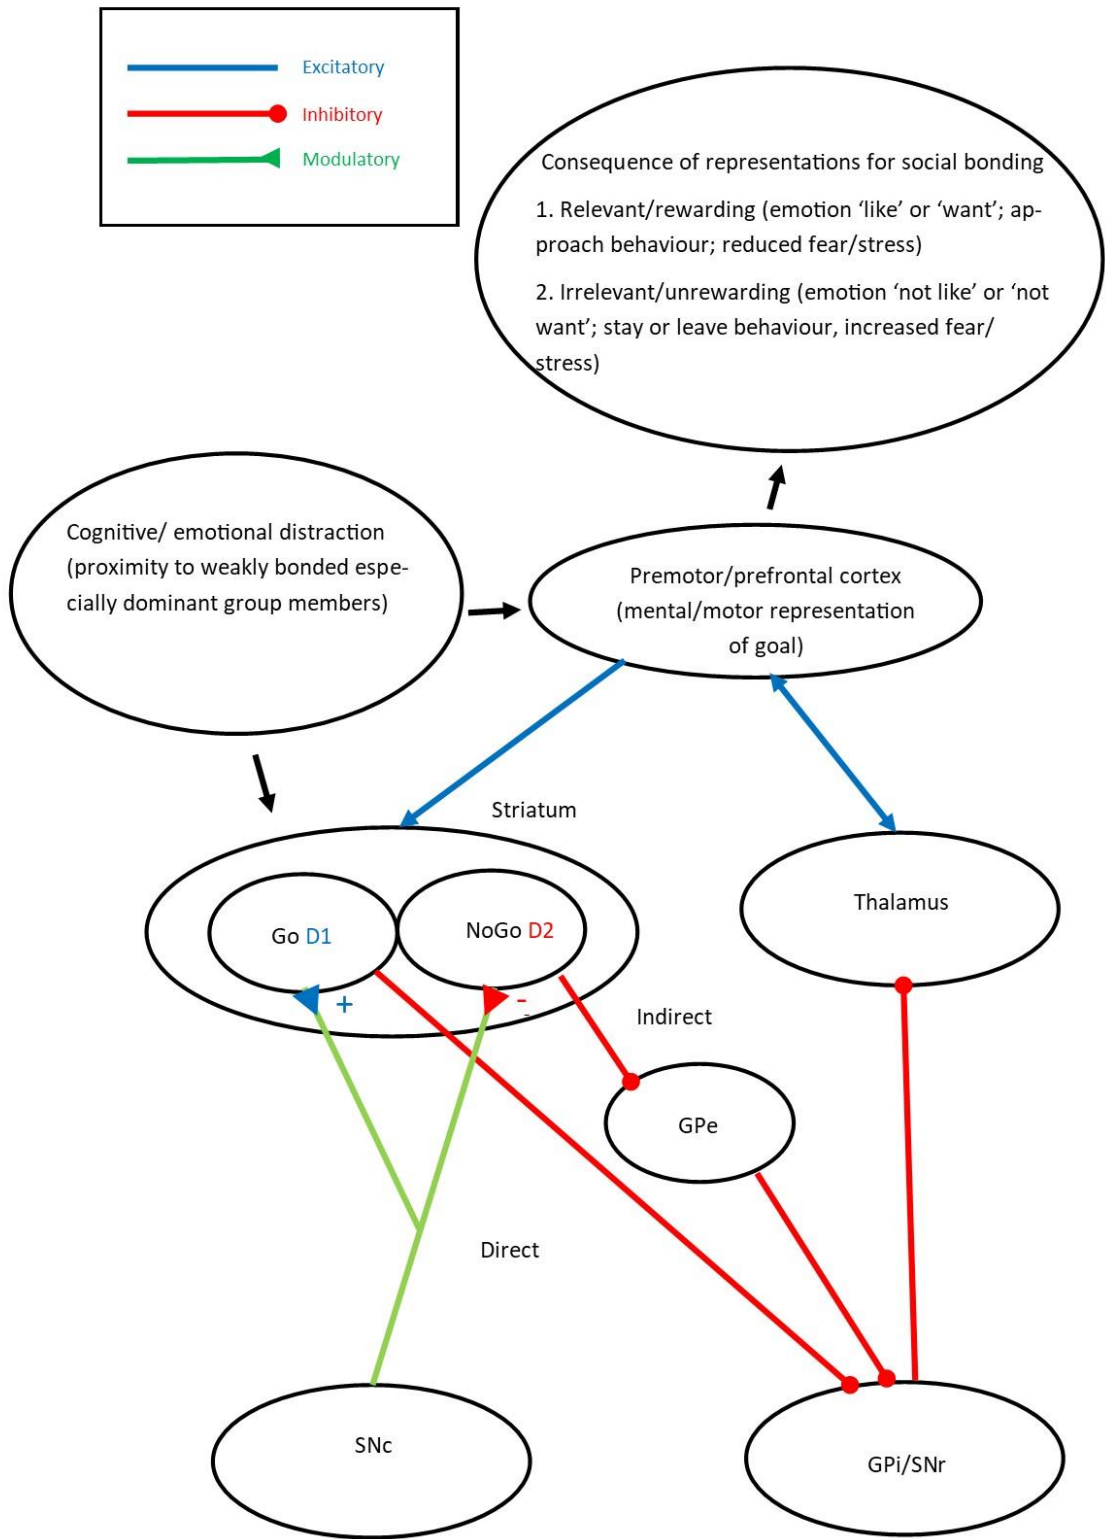 Excitatory
Inhibitory
Modulatory
Consequence of representations for social bonding
1. Relevant/rewarding (emotion ‘like’ or ‘want’; ap-
proach behaviour; reduced fear/stress)
2. Irrelevant/unrewarding (emotion ‘not like’ or ‘not
want’; stay or leave behaviour, increased fear/
stress)
Cognitive/ emotional distraction
(proximity to weakly bonded espe-
cially dominant group members)
Premotor/prefrontal cortex
(mental/motor representation
of goal)
Striatum
Go D1
NoGo D2
Thalamus
+
-
-
Indirect
GPe
Direct
SNc
GPi/SNr